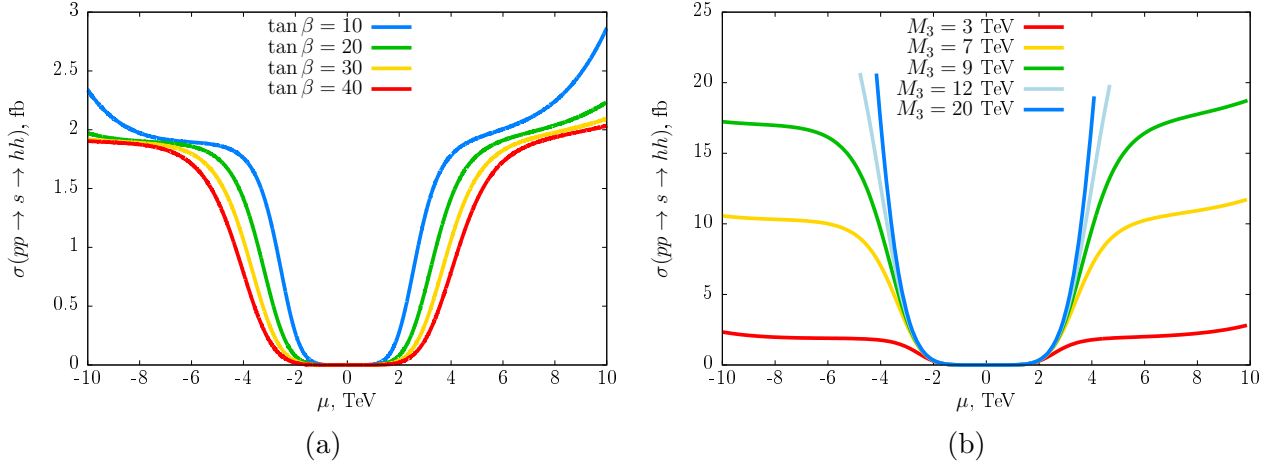 σ(pp → s → hh), fb
3
2.5
2
1.5
1
0.5
0
tan β = 10
tan β = 20
tan β = 30
tan β = 40
-10 -8 -6 -4 -2 0 2 4 6 8 10
μ, TeV
(a)
σ(pp → s → hh), fb
25
20
15
10
5
0
M₃ = 3 TeV
M₃ = 7 TeV
M₃ = 9 TeV
M₃ = 12 TeV
M₃ = 20 TeV
-10 -8 -6 -4 -2 0 2 4 6 8 10
μ, TeV
(b)